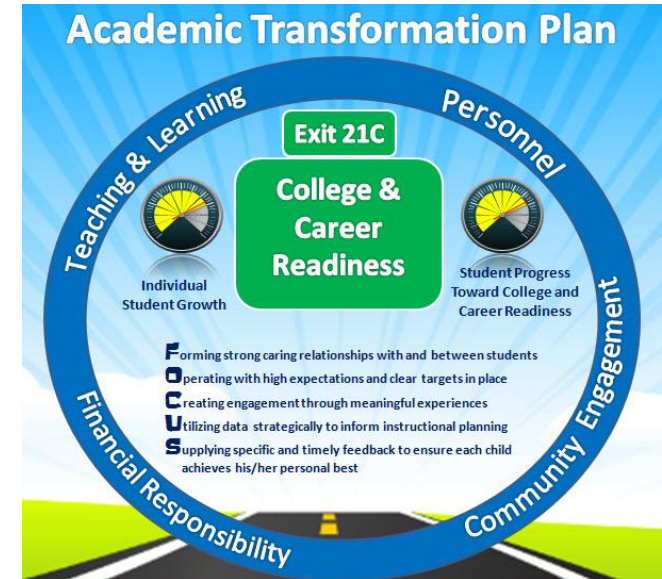 Academic Transformation Plan
Teaching & Learning
Personnel
Exit 21C
College &
Career
Readiness
Individual
Student Growth
Student Progress
Toward College and
Career Readiness
Forming strong caring relationships with and between students
Operating with high expectations and clear targets in place
Creating engagement through meaningful experiences
Utilizing data strategically to inform instructional planning
Supplying specific and timely feedback to ensure each child
achieves his/her personal best
Financial Responsibility
Community Engagement